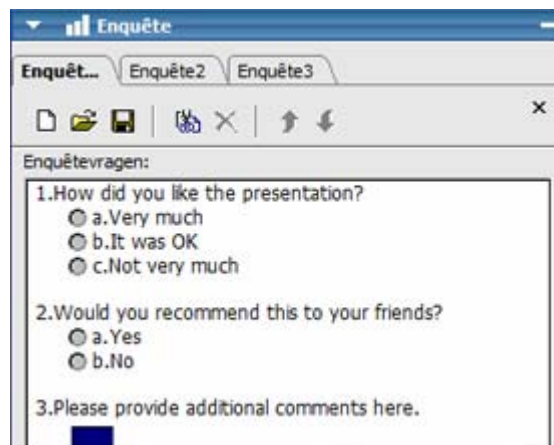 Enquête
Enquêt... Enquête2 Enquête3
Enquêtevragen:
1.How did you like the presentation?
a.Very much
b.It was OK
c.Not very much
2.Would you recommend this to your friends?
a.Yes
b.No
3.Please provide additional comments here.